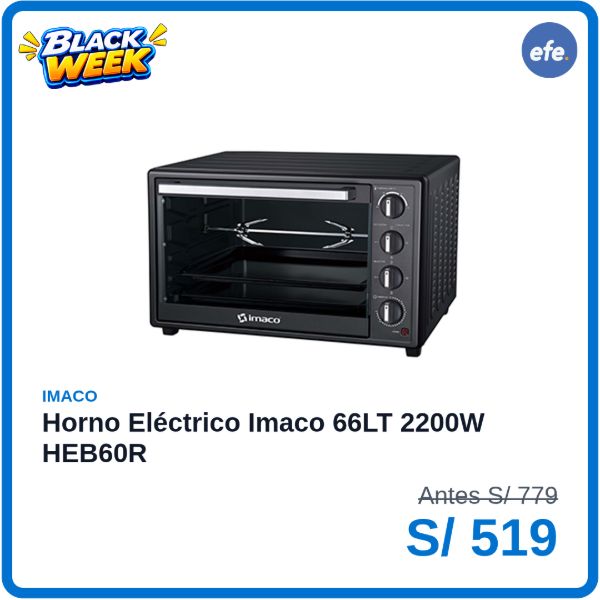 BLACK
WEEK
efe.
imaco
IMACO
Horno Eléctrico Imaco 66LT 2200W
HEB60R
Antes S/ 779
S/ 519